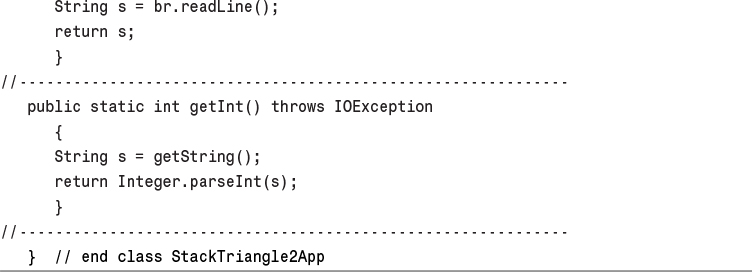 String s = br.readLine();
return s;
}
//-------------------------------------------------------------
public static int getInt() throws IOException
{
String s = getString();
return Integer.parseInt(s);
}
//-------------------------------------------------------------
} // end class StackTriangle2App